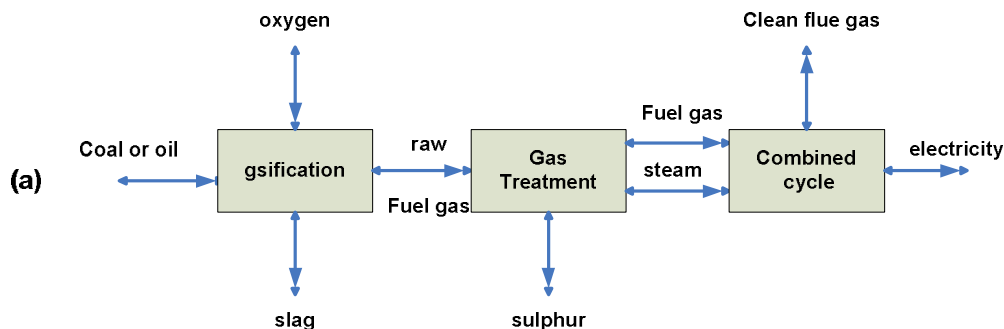 oxygen
Clean flue gas
Coal or oil
(a)
gsification
raw
Fuel gas
Gas
Treatment
Fuel gas
steam
Combined
cycle
electricity
slag
sulphur